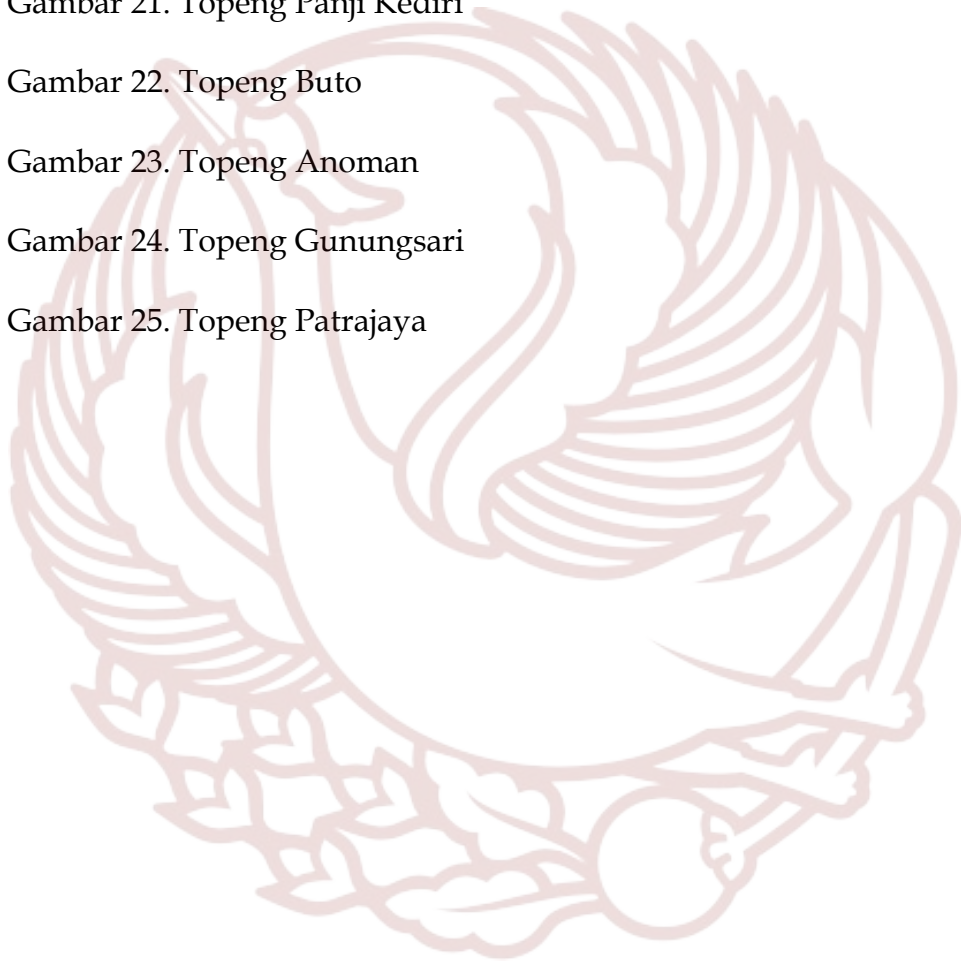 Gambar 21. Topeng Panji Kediri
Gambar 22. Topeng Buto
Gambar 23. Topeng Anoman
Gambar 24. Topeng Gunungsari
Gambar 25. Topeng Patrajaya